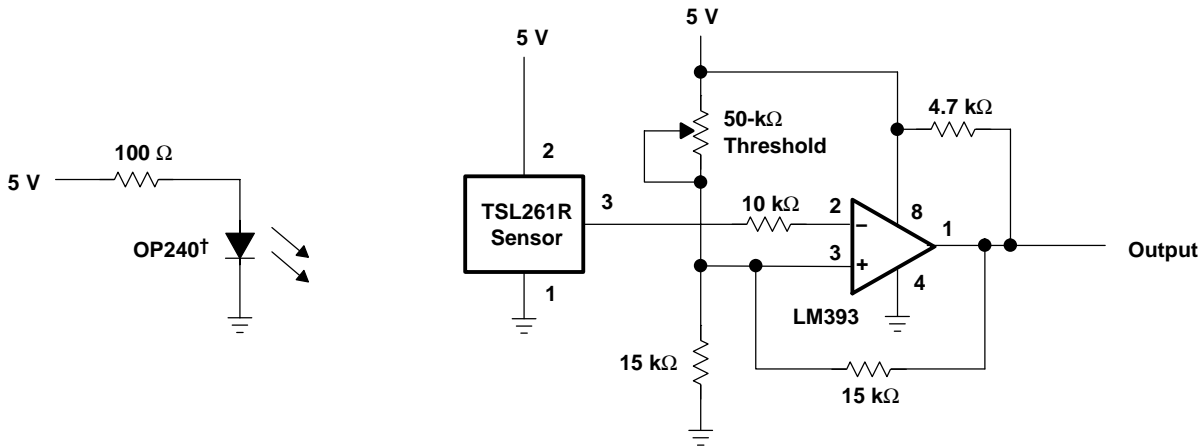 5 V
100 Ω
OP240†
5 V
2
TSL261R
Sensor
3
1
5 V
50-kΩ
Threshold
4.7 kΩ
10 kΩ
2
–
8
1
3
+
4
LM393
Output
15 kΩ
15 kΩ